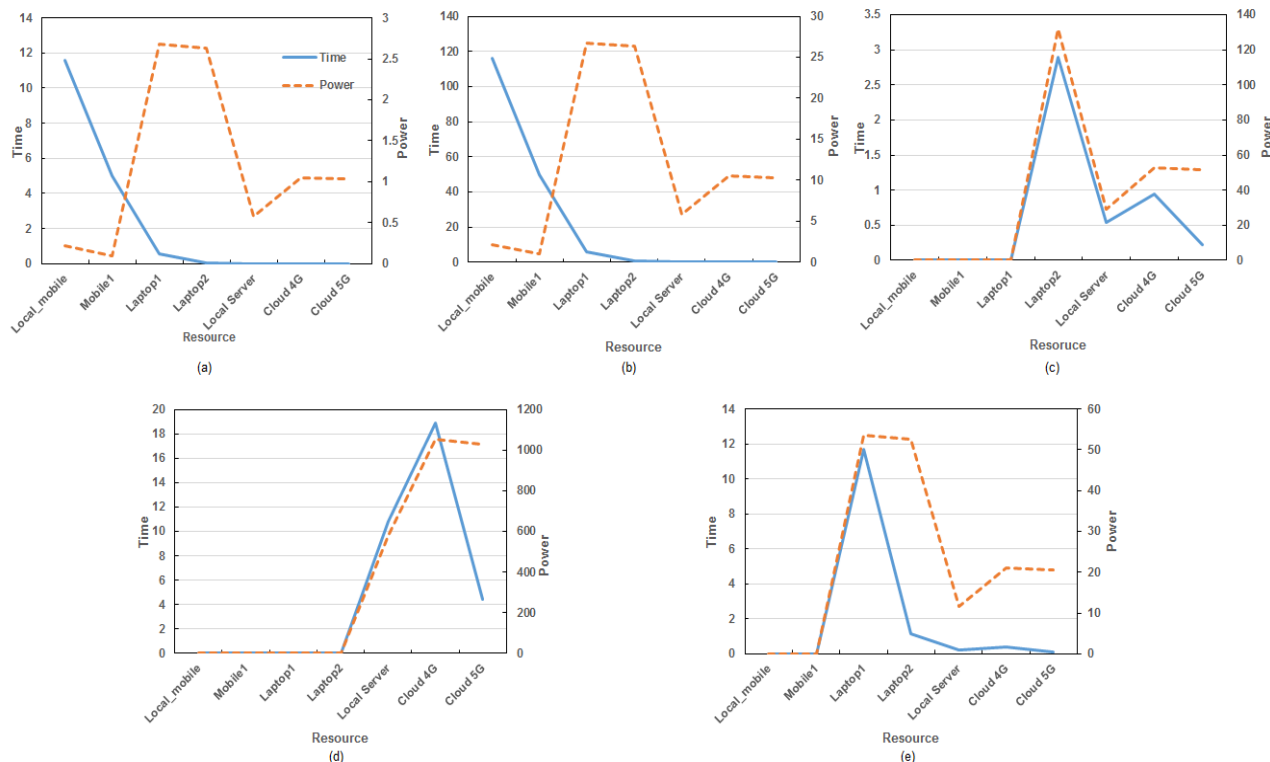 14
12
10
8
6
4
2
0
Time
3
2.5
2
1.5
1
0.5
0
Power
Time
Power
Local_mobile
Mobile1
Laptop1
Laptop2
Local Server
Cloud 4G
Cloud 5G
Resource
(a)
140
120
100
80
60
40
20
0
Time
30
25
20
15
10
5
0
Power
Local_mobile
Mobile1
Laptop1
Laptop2
Local Server
Cloud 4G
Cloud 5G
Resource
(b)
3.5
3
2.5
2
1.5
1
0.5
0
Time
140
120
100
80
60
40
20
0
Power
Local_mobile
Mobile1
Laptop1
Laptop2
Local Server
Cloud 4G
Cloud 5G
Resoruce
(c)
20
18
16
14
12
10
8
6
4
2
0
Time
1200
1000
800
600
400
200
0
Power
Local_mobile
Mobile1
Laptop1
Laptop2
Local Server
Cloud 4G
Cloud 5G
Resource
(d)
14
12
10
8
6
4
2
0
Time
60
50
40
30
20
10
0
Power
Local_mobile
Mobile1
Laptop1
Laptop2
Local Server
Cloud 4G
Cloud 5G
Resource
(e)